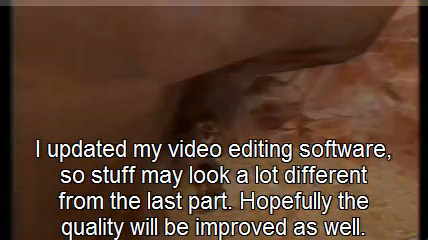 I updated my video editing software,
so stuff may look a lot different
from the last part. Hopefully the
quality will be improved as well.